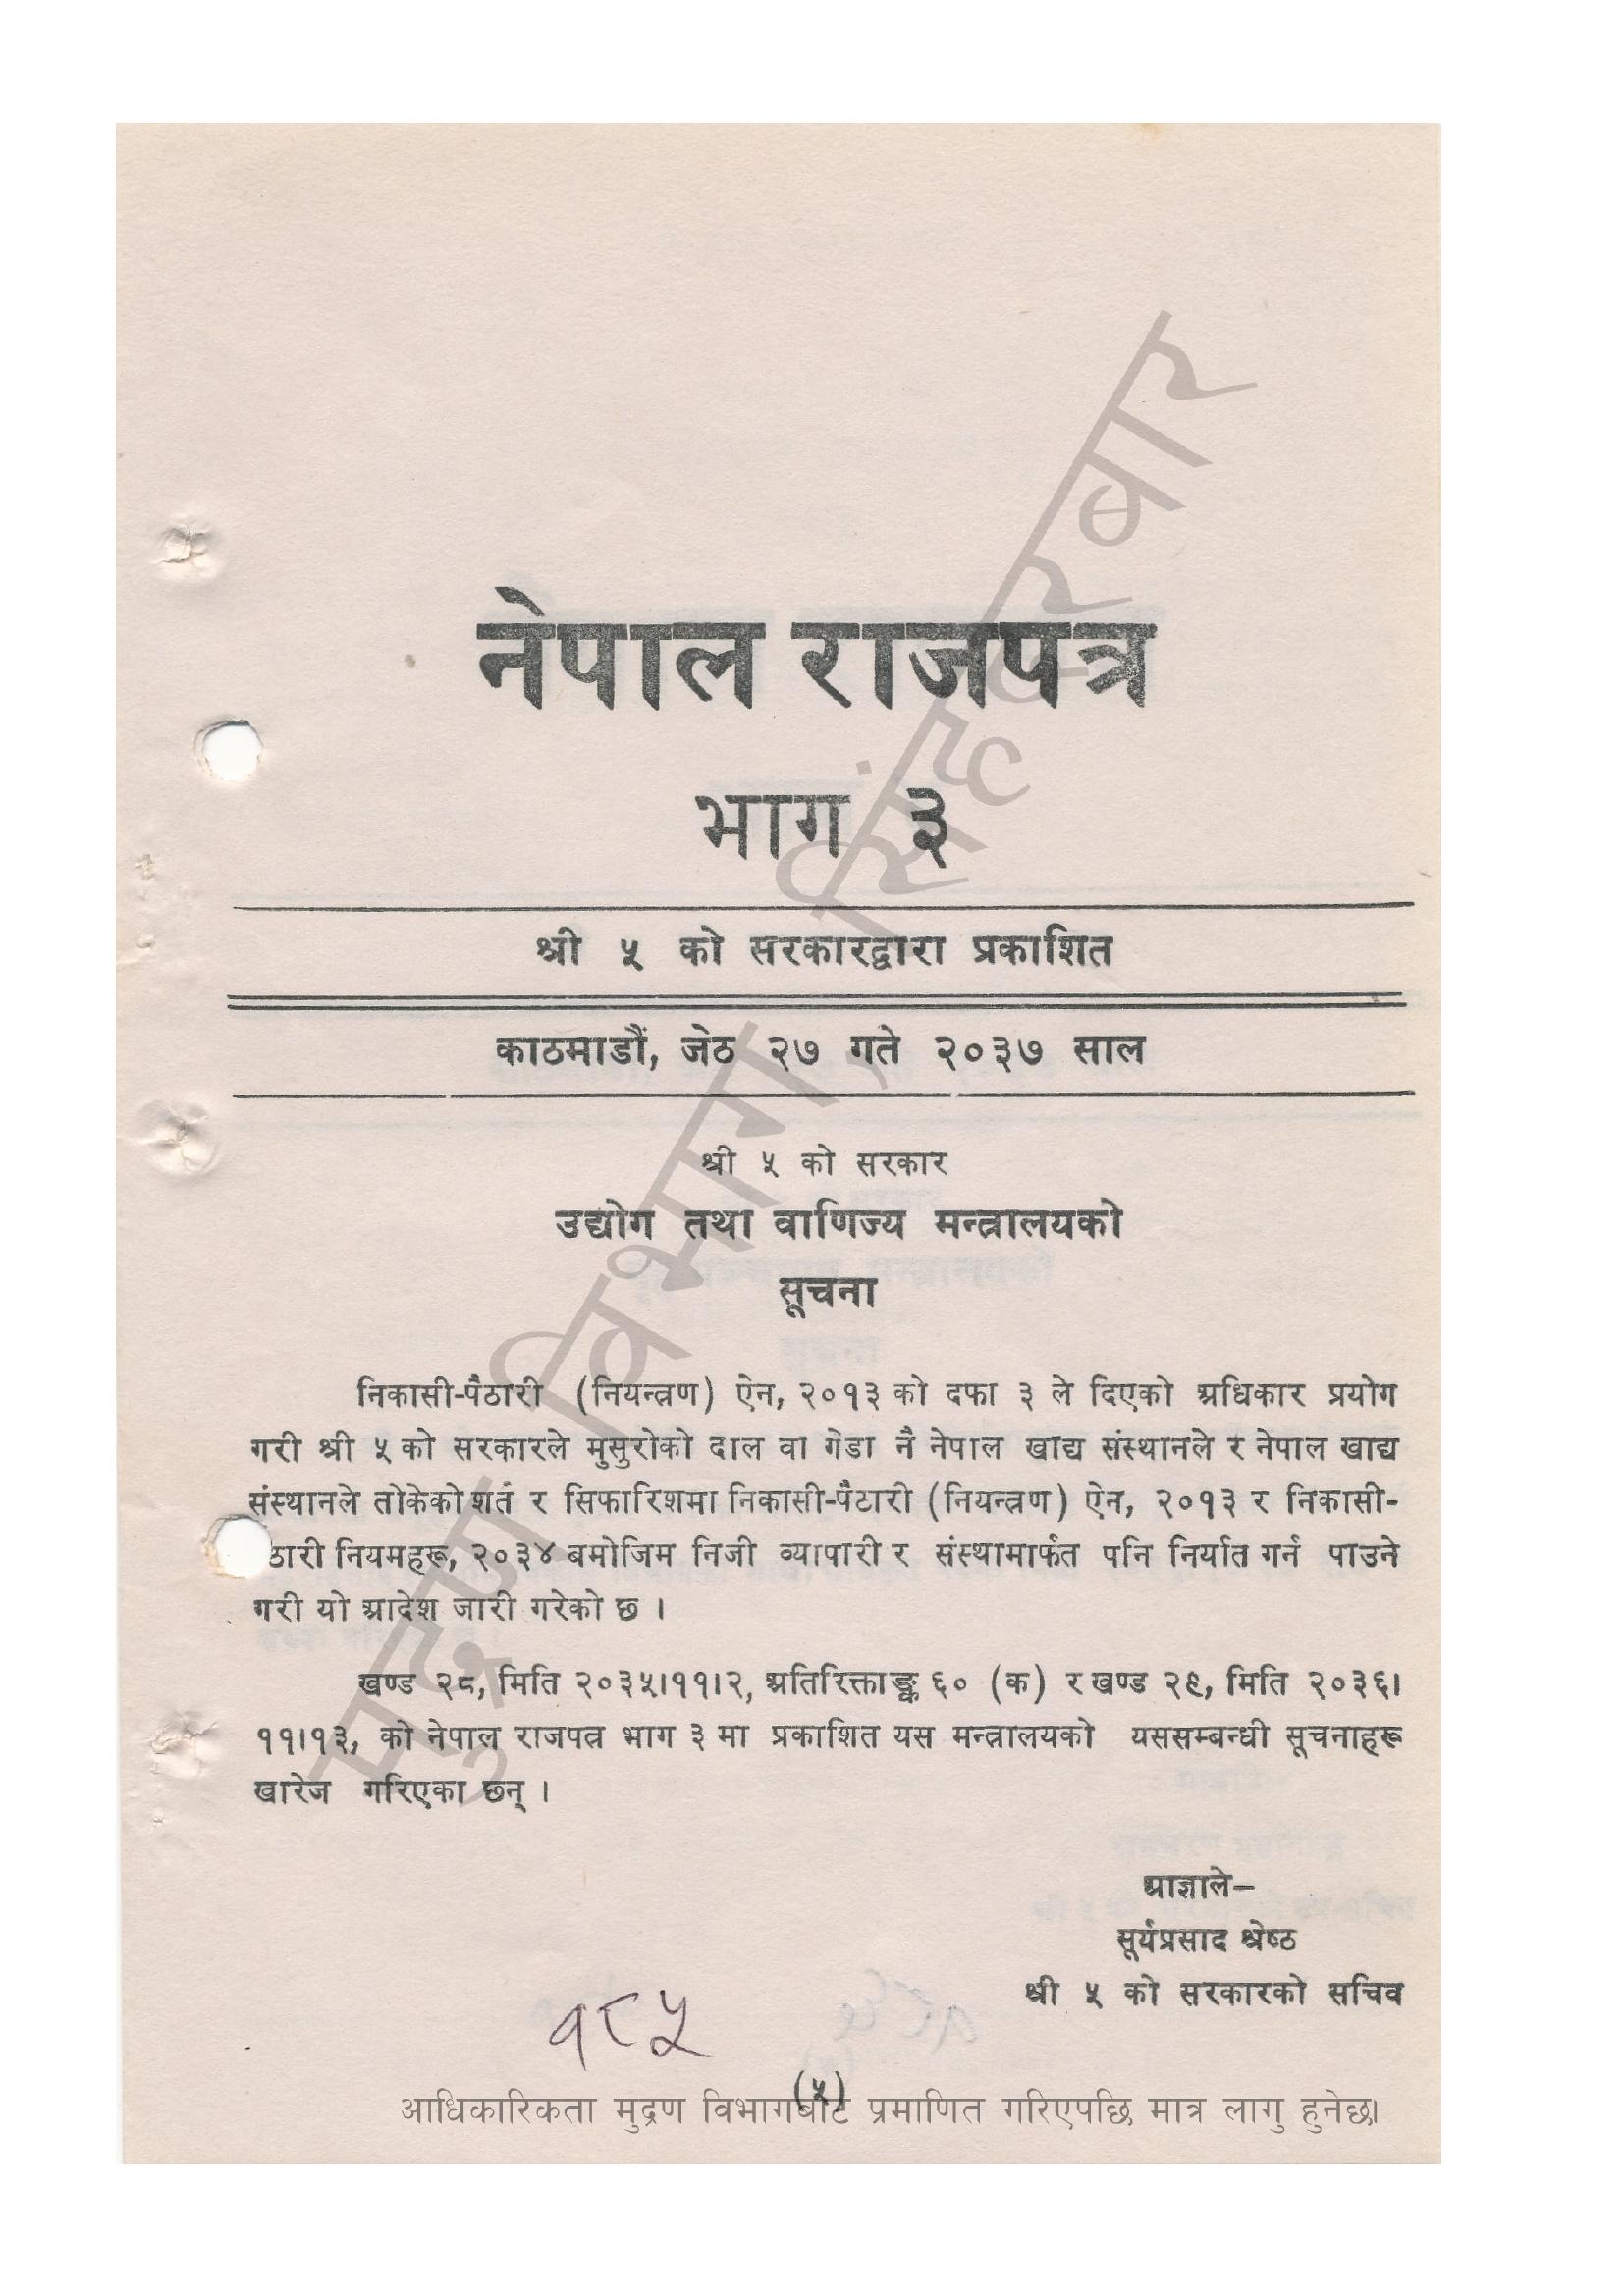 नेपाल राजपत्र
भाग ३
श्री ५ को सरकारद्वारा प्रकाशित
काठमाडौं, जेठ २७ गते २०३७ साल
श्री ५ को सरकार
उद्योग तथा वाणिज्य मन्त्रालयको
सूचना
निकासी-पैठारी (नियन्त्रण) ऐन, २०१३ को दफा ३ ले दिएको अधिकार प्रयोग
गरी श्री ५ को सरकारले मुसुरोको दाल वा गेडा नै नेपाल खाद्य संस्थानले र नेपाल खाद्य
संस्थानले तोकेको शर्त र सिफारिशमा निकासी-पैठारी (नियन्त्रण) ऐन, २०१३ र निकासी-
ठारी नियमहरू, २०३४ बमोजिम निजी व्यापारी र संस्थामार्फत पनि निर्यात गर्न पाउने
गरी यो आदेश जारी गरेको छ ।
खण्ड २८, मिति २०३५।११।२, अतिरिक्ताङ्क ६० (क) र खण्ड २९, मिति २०३६।
११।१३, को नेपाल राजपत्र भाग ३ मा प्रकाशित यस मन्त्रालयको यससम्बन्धी सूचनाहरू
खारेज गरिएका छन् ।
आज्ञाले–
सूर्यप्रसाद श्रेष्ठ
श्री ५ को सरकारको सचिव
१८५
(५)
आधिकारिकता मुद्रण विभागबाट प्रमाणित गरिएपछि मात्र लागु हुनेछ।
मुद्रण विभाग, सिंहदरबार